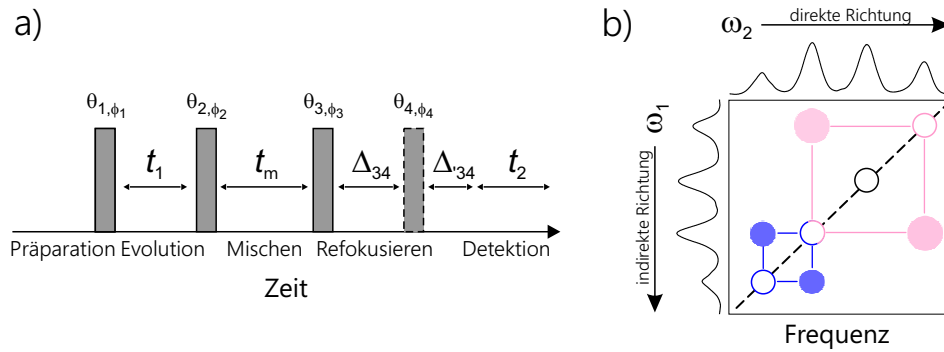 a)
θ1,ϕ1 θ2,ϕ2 θ3,ϕ3 θ4,ϕ4
t1 tm Δ34 Δ'34 t2
Präparation Evolution Mischen Refokusieren Detektion
Zeit
b)
ω2 direkte Richtung
ω1
indirekte Richtung
Frequenz